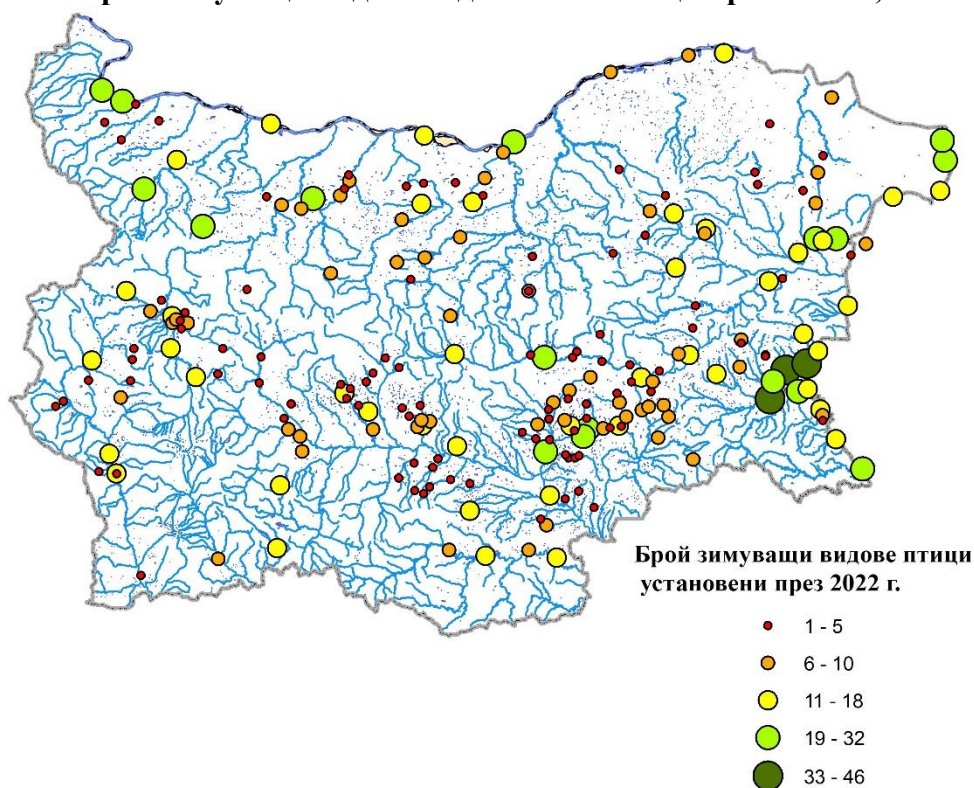 Брой зимуващи видове птици
установени през 2022 г.
1 - 5
6 - 10
11 - 18
19 - 32
33 - 46